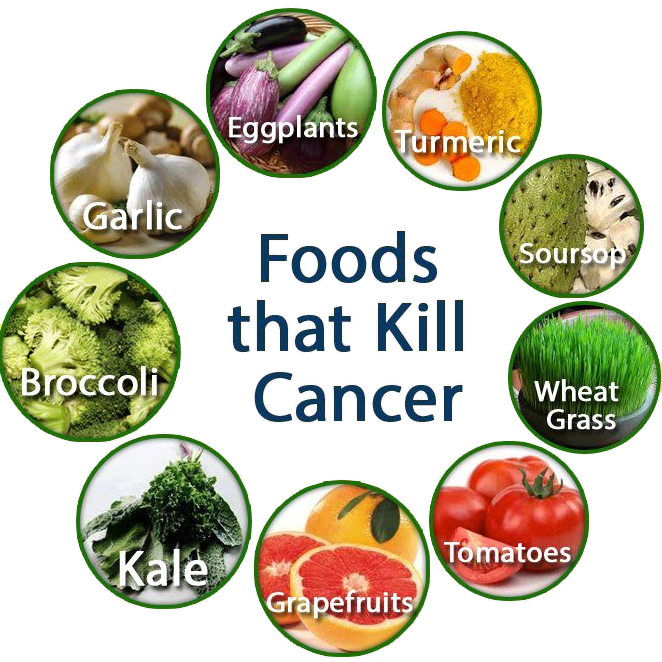 Foods
that Kill
Cancer
Eggplants
Turmeric
Soursop
Wheat
Grass
Tomatoes
Grapefruits
Kale
Broccoli
Garlic